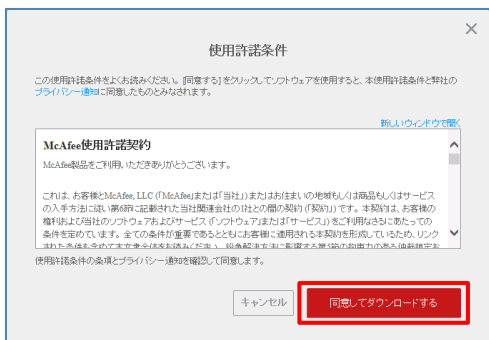 使用許諾条件
この使用許諾条件をよくお読みください。[同意する] をクリックしてソフトウェアを使用すると、本使用許諾条件と弊社の
プライバシー通知に同意したものとみなされます。
新しいウィンドウで開く
McAfee使用許諾契約
McAfee製品をご利用いただきありがとうございます。
これは、お客様とMcAfee, LLC (「McAfee」または「当社」) またはお住まいの地域もしくは商品もしくはサービス
の入手方法に従い第6節に記載された当社関連会社の1社との間の契約 (「契約」) です。本契約は、お客様の
権利および当社のソフトウェアおよびサービス (「ソフトウェア」または「サービス」) をご利用なさるにあたっての
条件を定めています。全ての条件が重要であるとともにお客様に適用される本契約を形成しているため、リンク
使用許諾条件の条項とプライバシー通知を確認して同意します。
キャンセル
同意してダウンロードする